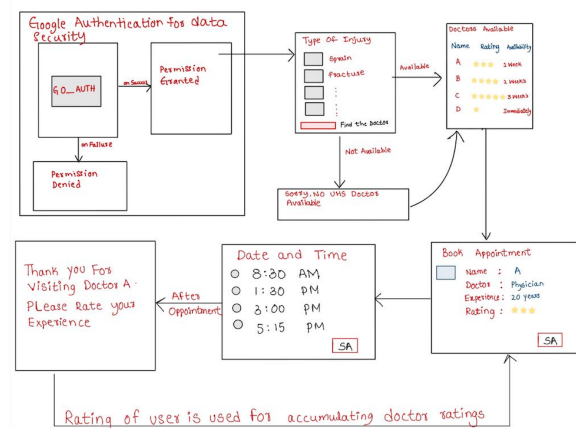 Google Authentication for data
Security
GO__AUTH
on Success
Permission
Granted
on Failure
Permission
Denied
Type Of Injury
Sprain
Fracture
Find the Doctor
Available
Not Available
Sorry, NO UHS Doctor
Available
Doctors Available
Name Rating Availability
A 1 Week
B 2 Weeks
C 3 Weeks
D Immediately
Book Appointment
Name : A
Doctor : Physician
Experience : 20 years
Rating :
SA
Date and Time
8:30 AM
1:30 PM
3:00 PM
5:15 PM
SA
After
Oppointment
Thank you For
Visiting Doctor A.
PLease Rate your
Experience
Rating of user is used for accumulating doctor ratings